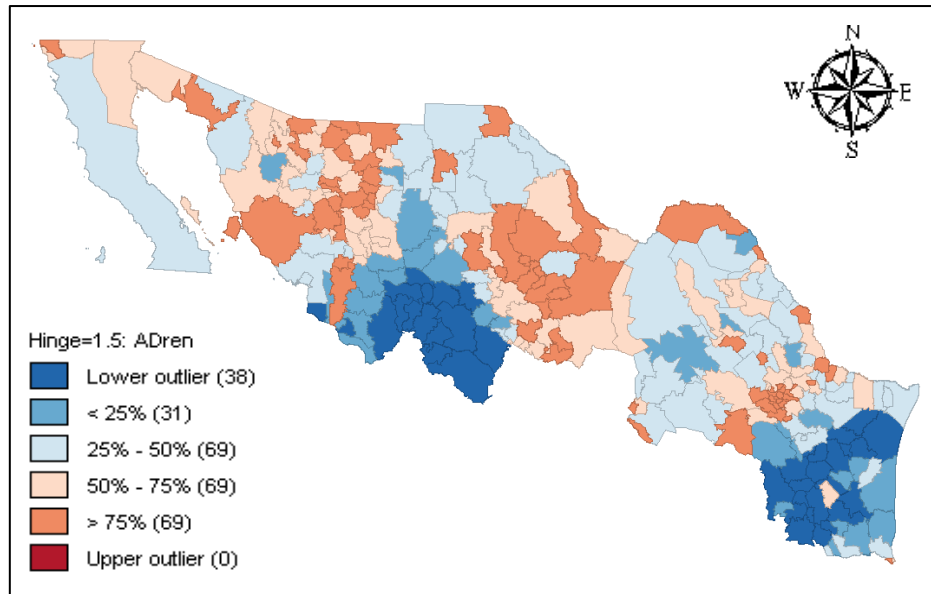 N
W E
S
Hinge=1.5: ADren
Lower outlier (38)
< 25% (31)
25% - 50% (69)
50% - 75% (69)
> 75% (69)
Upper outlier (0)